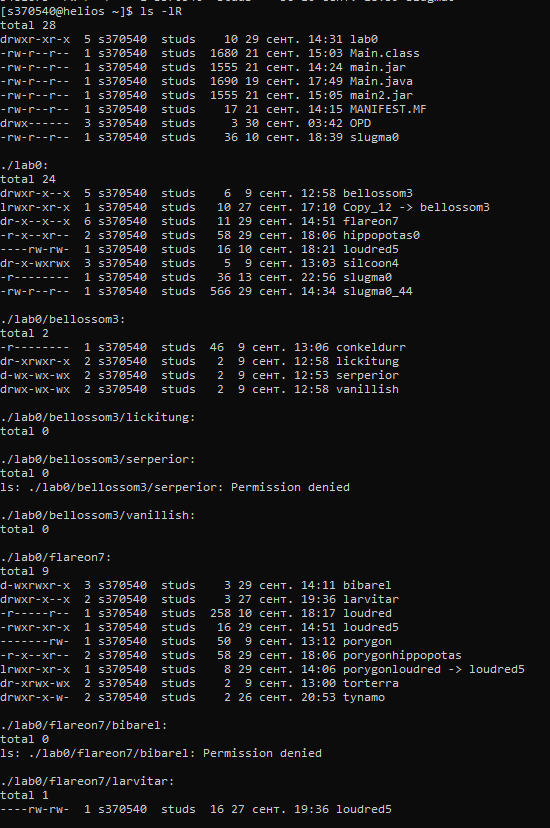 [s370540@helios ~]$ ls -lR
total 28
drwxr-xr-x  5 s370540  studs    10 29 сент. 14:31 lab0
-rw-r--r--  1 s370540  studs  1680 21 сент. 15:03 Main.class
-rw-r--r--  1 s370540  studs  1555 21 сент. 14:24 main.jar
-rw-r--r--  1 s370540  studs  1690 19 сент. 17:49 Main.java
-rw-r--r--  1 s370540  studs  1555 21 сент. 15:05 main2.jar
-rw-r--r--  1 s370540  studs    17 21 сент. 14:15 MANIFEST.MF
drwx------  3 s370540  studs     3 30 сент. 03:42 OPD
-rw-r--r--  1 s370540  studs    36 10 сент. 18:39 slugma0
./lab0:
total 24
drwxr-x--x  5 s370540  studs    6  9 сент. 12:58 bellossom3
lrwxr-xr-x  1 s370540  studs   10 27 сент. 17:10 Copy_12 -> bellossom3
dr-x--x--x  6 s370540  studs   11 29 сент. 14:51 flareon7
-r-x--xr--  2 s370540  studs   58 29 сент. 18:06 hippopotas0
----rw-rw-  1 s370540  studs   16 10 сент. 18:21 loudred5
dr-x-wxrwx  3 s370540  studs    5  9 сент. 13:03 silcoon4
-r--------  1 s370540  studs   36 13 сент. 22:56 slugma0
-rw-r--r--  1 s370540  studs  566 29 сент. 14:34 slugma0_44
./lab0/bellossom3:
total 2
-r--------  1 s370540  studs  46  9 сент. 13:06 conkeldurr
dr-xrwxr-x  2 s370540  studs   2  9 сент. 12:58 lickitung
d-wx-wx-wx  2 s370540  studs   2  9 сент. 12:53 serperior
drwx-wx-wx  2 s370540  studs   2  9 сент. 12:58 vanillish
./lab0/bellossom3/lickitung:
total 0
./lab0/bellossom3/serperior:
total 0
ls: ./lab0/bellossom3/serperior: Permission denied
./lab0/bellossom3/vanillish:
total 0
./lab0/flareon7:
total 9
d-wxrwxr-x  3 s370540  studs    3 29 сент. 14:11 bibarel
drwxr-x--x  2 s370540  studs    3 27 сент. 19:36 larvitar
-r-----r--  1 s370540  studs  258 10 сент. 18:17 loudred
-rwxr-xr-x  1 s370540  studs   16 29 сент. 14:51 loudred5
-------rw-  1 s370540  studs   50  9 сент. 13:12 porygon
-r-x--xr--  2 s370540  studs   58 29 сент. 18:06 porygonhippopotas
lrwxr-xr-x  1 s370540  studs    8 29 сент. 14:06 porygonloudred -> loudred5
dr-xrwx-wx  2 s370540  studs    2  9 сент. 13:00 torterra
drwxr-x-w-  2 s370540  studs    2 26 сент. 20:53 tynamo
./lab0/flareon7/bibarel:
total 0
ls: ./lab0/flareon7/bibarel: Permission denied
./lab0/flareon7/larvitar:
total 1
----rw-rw-  1 s370540  studs  16 27 сент. 19:36 loudred5